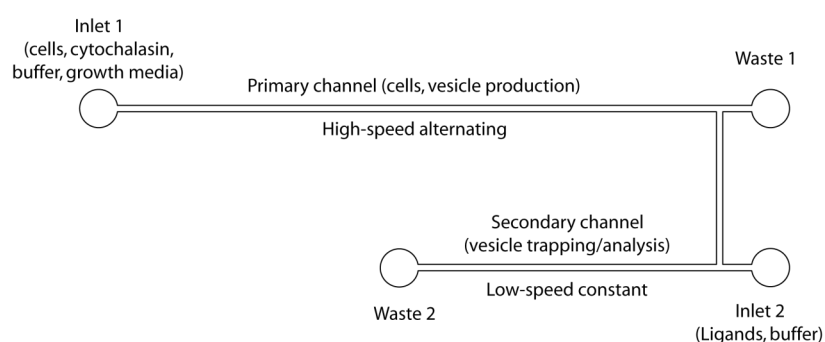 Inlet 1
(cells, cytochalasin,
buffer, growth media)
Waste 1
Primary channel (cells, vesicle production)
High-speed alternating
Secondary channel
(vesicle trapping/analysis)
Low-speed constant
Waste 2
Inlet 2
(Ligands, buffer)